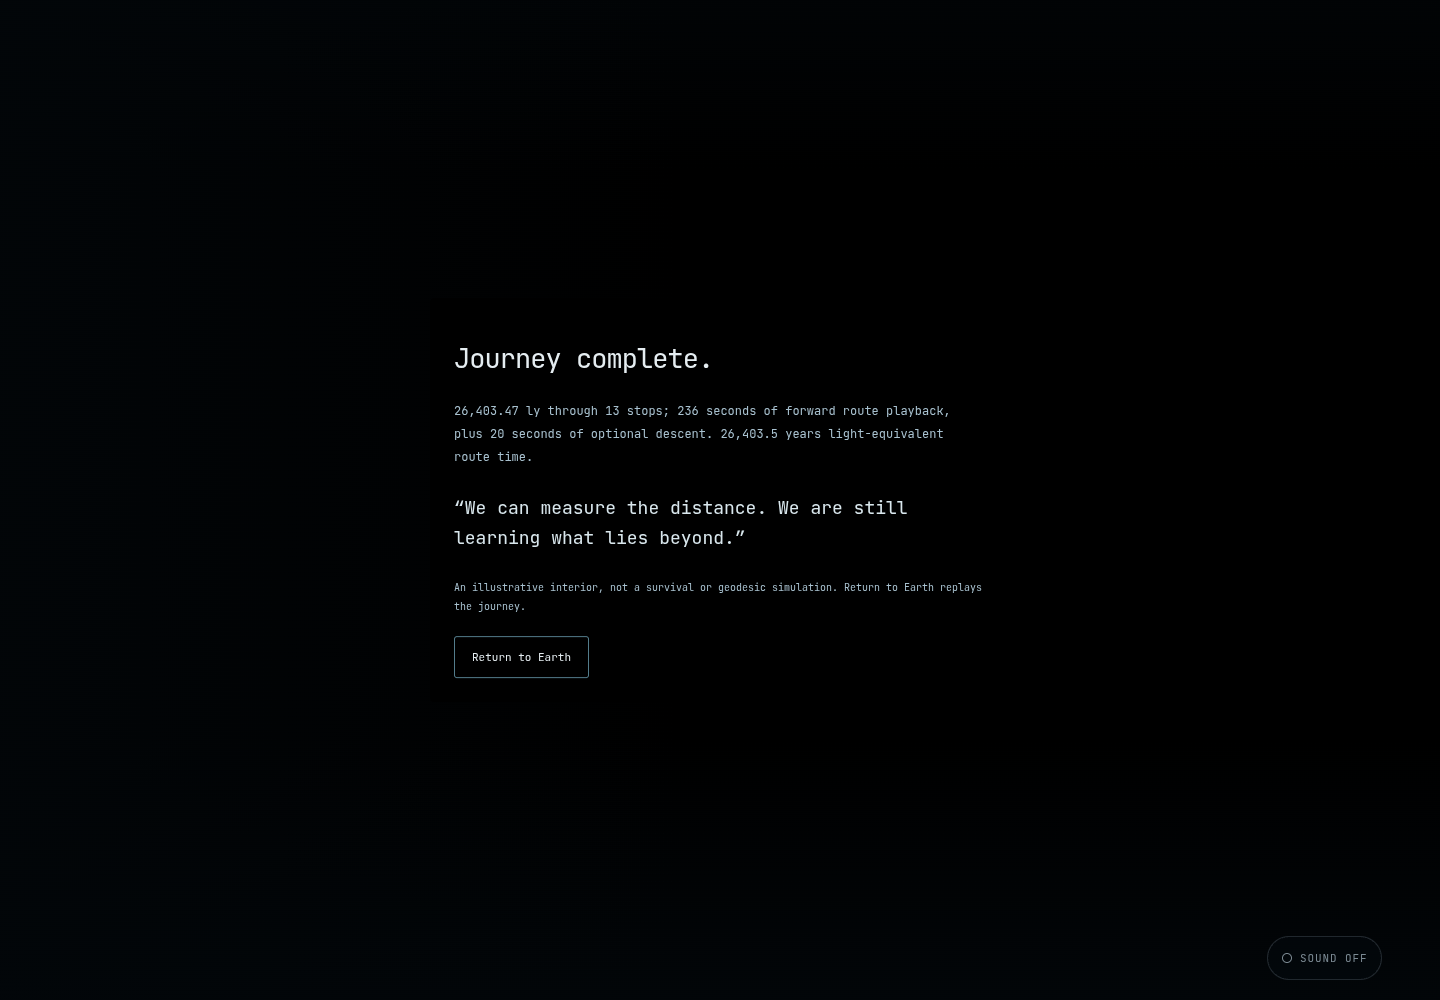 Journey complete.
26,403.47 ly through 13 stops; 236 seconds of forward route playback,
plus 20 seconds of optional descent. 26,403.5 years light-equivalent
route time.
“We can measure the distance. We are still
learning what lies beyond.”
An illustrative interior, not a survival or geodesic simulation. Return to Earth replays
the journey.
Return to Earth
SOUND OFF